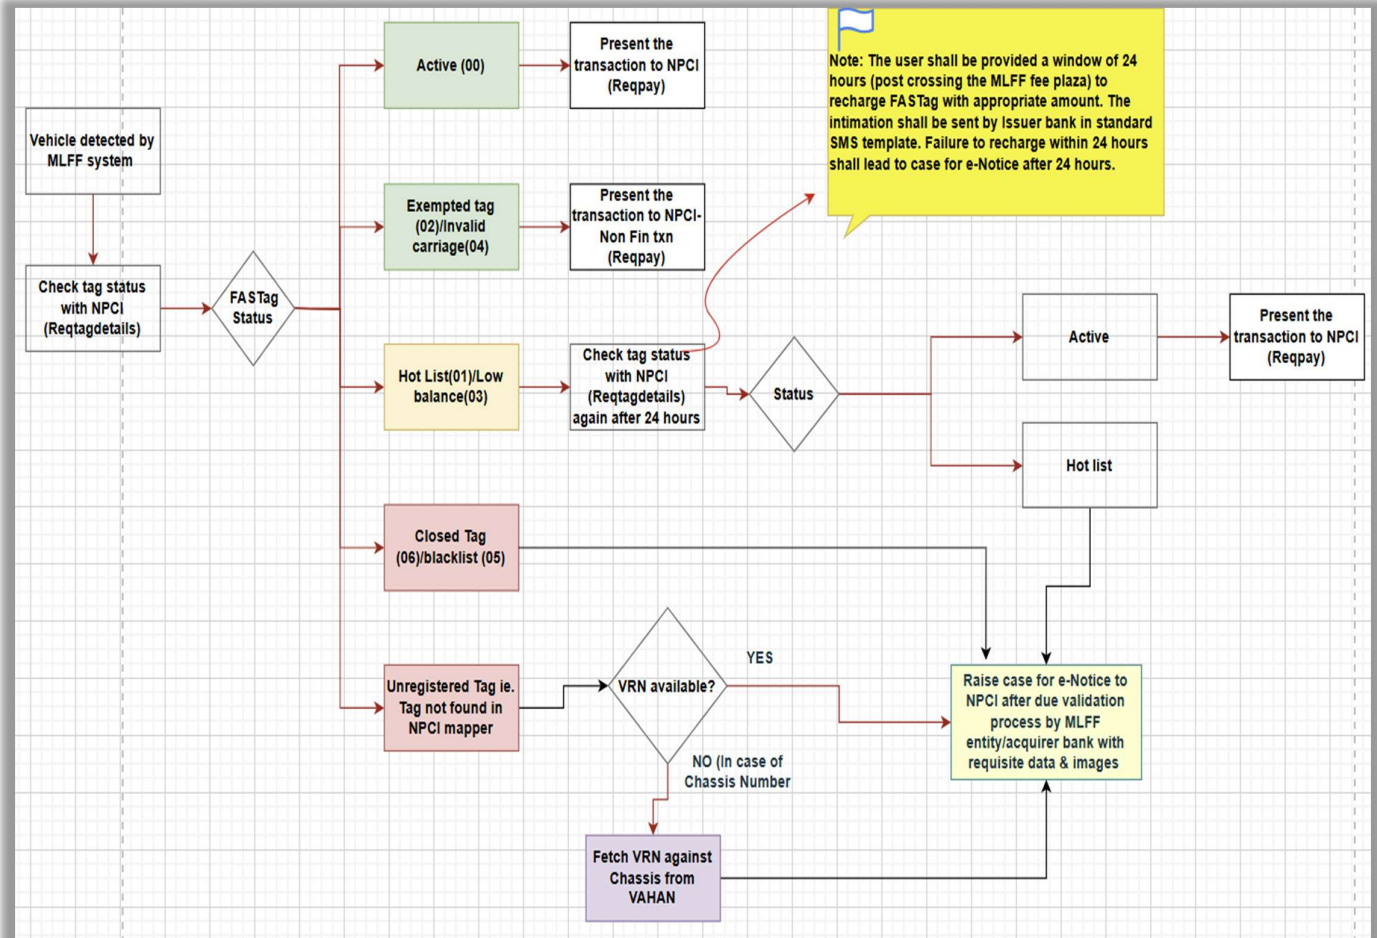 Vehicle detected by
MLFF system
Check tag status
with NPCI
(Reqtagdetails)
FASTag
Status
Active (00)
Present the
transaction to NPCI
(Reqpay)
Exempted tag
(02)/Invalid
carriage(04)
Present the
transaction to NPCI-
Non Fin txn
(Reqpay)
Hot List(01)/Low
balance(03)
Check tag status
with NPCI
(Reqtagdetails)
again after 24 hours
Note: The user shall be provided a window of 24
hours (post crossing the MLFF fee plaza) to
recharge FASTag with appropriate amount. The
intimation shall be sent by Issuer bank in standard
SMS template. Failure to recharge within 24 hours
shall lead to case for e-Notice after 24 hours.
Status
Active
Present the
transaction to NPCI
(Reqpay)
Hot list
Closed Tag
(06)/blacklist (05)
Unregistered Tag ie.
Tag not found in
NPCI mapper
VRN available?
YES
NO (In case of
Chassis Number
Fetch VRN against
Chassis from
VAHAN
Raise case for e-Notice to
NPCI after due validation
process by MLFF
entity/acquirer bank with
requisite data & images